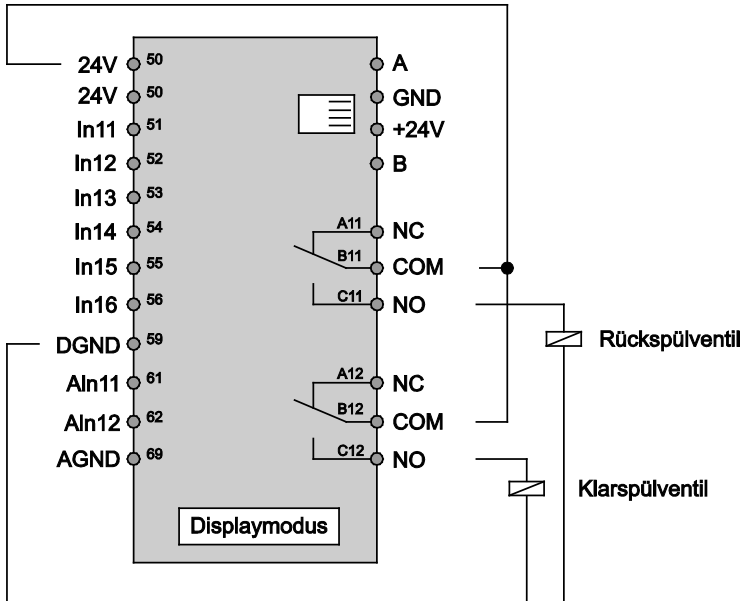 24V 50 A
24V 50 GND
In11 51 +24V
In12 52 B
In13 53
In14 54 A11 NC
In15 55 B11 COM
In16 56 C11 NO
Rückspülventil
DGND 59
AIn11 61 A12 NC
AIn12 62 B12 COM
AGND 69 C12 NO
Klarspülventil
Displaymodus